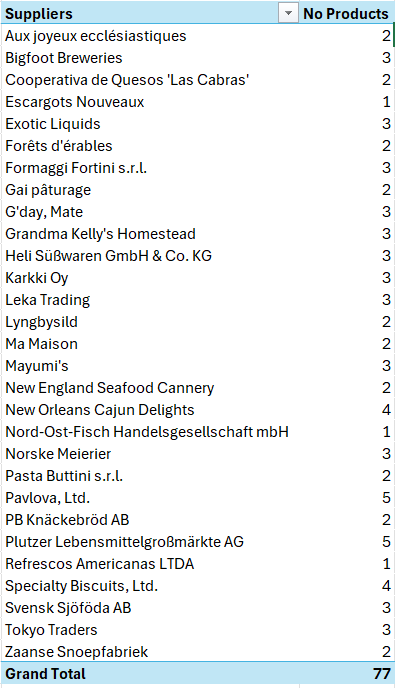 Suppliers No Products
Aux joyeux ecclésiastiques 2
Bigfoot Breweries 3
Cooperativa de Quesos 'Las Cabras' 2
Escargots Nouveaux 1
Exotic Liquids 3
Forêts d'érables 2
Formaggi Fortini s.r.l. 3
Gai pâturage 2
G'day, Mate 3
Grandma Kelly's Homestead 3
Heli Süßwaren GmbH & Co. KG 3
Karkki Oy 3
Leka Trading 3
Lyngbysild 2
Ma Maison 2
Mayumi's 3
New England Seafood Cannery 2
New Orleans Cajun Delights 4
Nord-Ost-Fisch Handelsgesellschaft mbH 1
Norske Meierier 3
Pasta Buttini s.r.l. 2
Pavlova, Ltd. 5
PB Knäckebröd AB 2
Plutzer Lebensmittelgroßmärkte AG 5
Refrescos Americanas LTDA 1
Specialty Biscuits, Ltd. 4
Svensk Sjöföda AB 3
Tokyo Traders 3
Zaanse Snoepfabriek 2
Grand Total 77